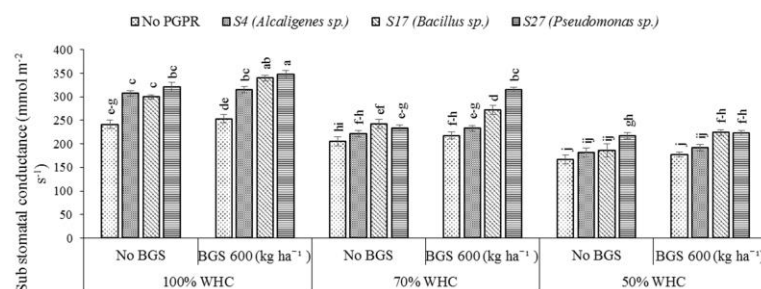 No PGPR S4 (Alcaligenes sp.) S17 (Bacillus sp.) S27 (Pseudomonas sp.)
Sub stomatal conductance (mmol m⁻²
s⁻¹)
400
350
300
250
200
150
100
50
0
e-g c c bc de bc ab a hi f-h ef e-g f-h e-g d bc j ij ij gh j ij f-h f-h
No BGS BGS 600 (kg ha⁻¹) No BGS BGS 600 (kg ha⁻¹) No BGS BGS 600 (kg ha⁻¹)
100% WHC 70% WHC 50% WHC